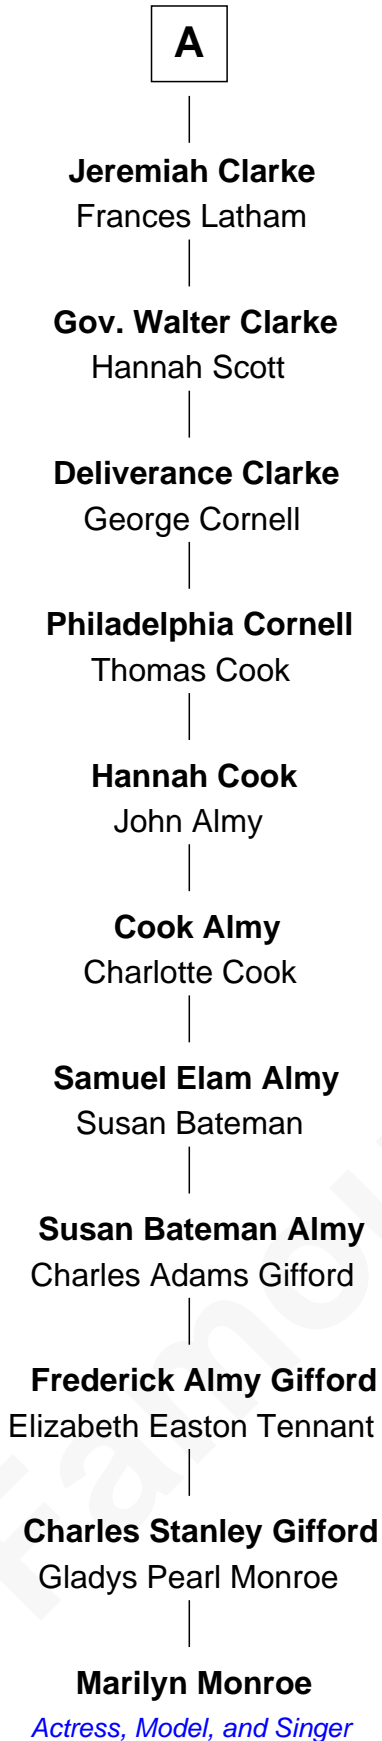 A
Jeremiah Clarke
Frances Latham
Gov. Walter Clarke
Hannah Scott
Deliverance Clarke
George Cornell
Philadelphia Cornell
Thomas Cook
Hannah Cook
John Almy
Cook Almy
Charlotte Cook
Samuel Elam Almy
Susan Bateman
Susan Bateman Almy
Charles Adams Gifford
Frederick Almy Gifford
Elizabeth Easton Tennant
Charles Stanley Gifford
Gladys Pearl Monroe
Marilyn Monroe
Actress, Model, and Singer
Famou